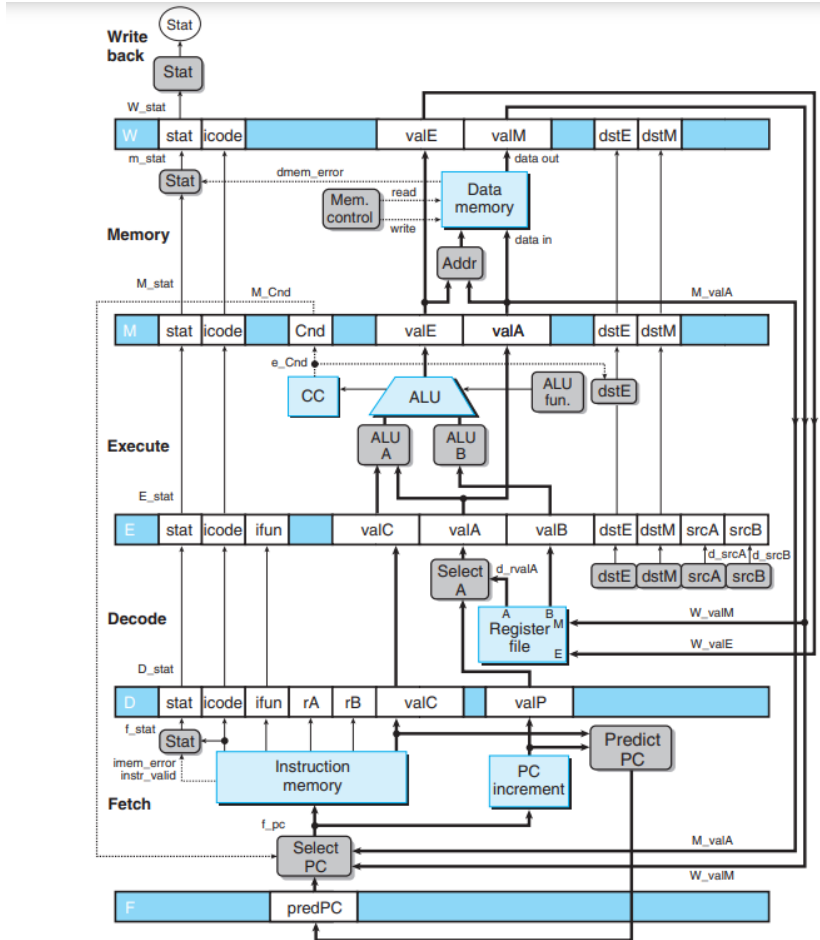 Stat
Write
back
Stat
W_stat
W stat icode valE valM dstE dstM
m_stat
data out
dmem_error
Stat
read
Mem.
control
Data
memory
write
Memory
data in
Addr
M_stat
M_Cnd
M_valA
M stat icode Cnd valE valA dstE dstM
e_Cnd
CC
ALU
ALU
fun.
dstE
Execute
ALU
A
ALU
B
E_stat
E stat icode ifun valC valA valB dstE dstM srcA srcB
d_srcA d_srcB
Select
A
d_rvalA
dstE dstM srcA srcB
Decode
A B
Register
file
M
E
W_valM
W_valE
D_stat
D stat icode ifun rA rB valC valP
f_stat
Stat
Predict
PC
imem_error
instr_valid
Instruction
memory
PC
increment
Fetch
f_pc
Select
PC
M_valA
W_valM
F predPC